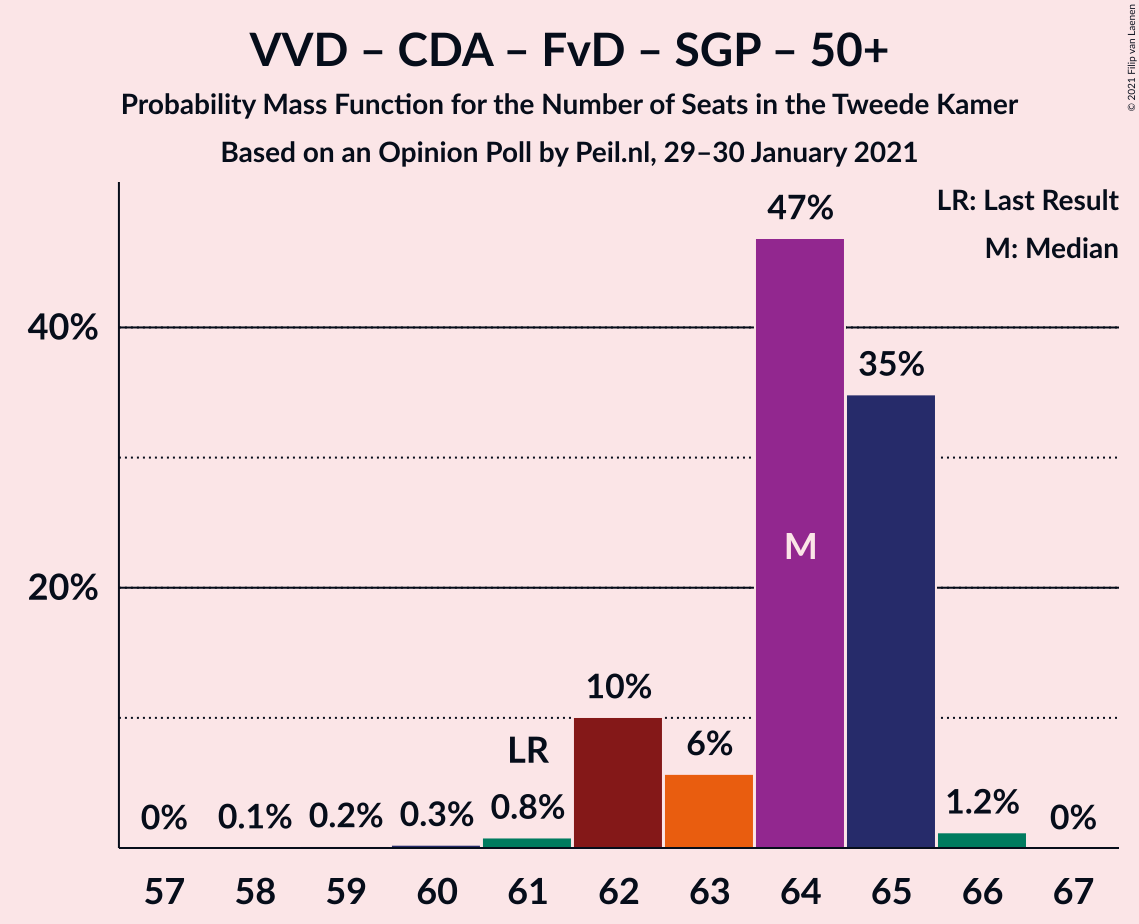 VVD – CDA – FvD – SGP – 50+
Probability Mass Function for the Number of Seats in the Tweede Kamer
Based on an Opinion Poll by Peil.nl, 29–30 January 2021
© 2021 Filip van Laenen
LR: Last Result
M: Median
47%
40%
35%
M
20%
10%
6%
LR
0%
0.1%
0.2%
0.3%
0.8%
1.2%
0%
57 58 59 60 61 62 63 64 65 66 67